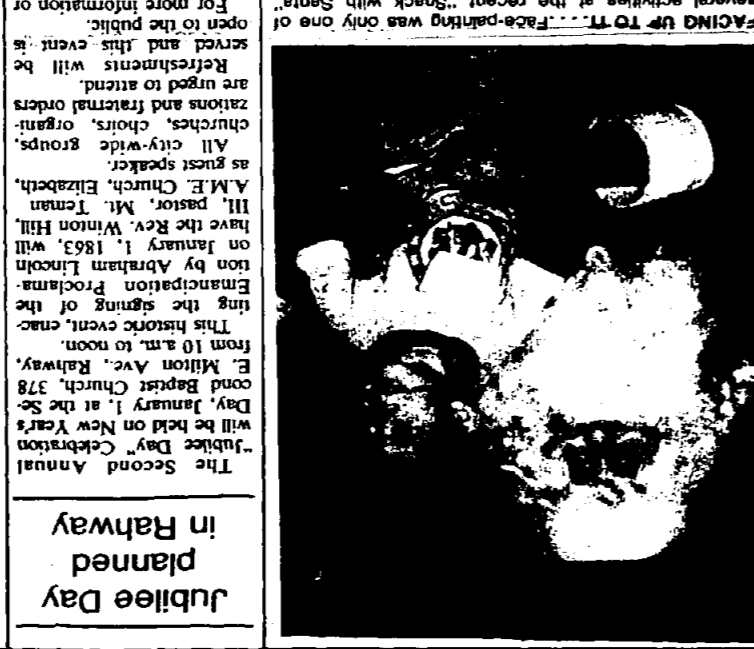 Jubilee Day
planned
in Rahway
The Second Annual
"Jubilee Day" Celebration
will be held on New Year's
Day, January 1, at the Se-
cond Baptist Church, 378
E. Milton Ave., Rahway,
from 10 a.m. to noon.
This historic event, enac-
ting the signing of the
Emancipation Proclama-
tion by Abraham Lincoln
on January 1, 1863, will
have the Rev. Winton Hill,
III, pastor, Mt. Teman
A.M.E. Church, Elizabeth,
as guest speaker.
All city-wide groups,
churches, choirs, organi-
zations and fraternal orders
are urged to attend.
Refreshments will be
served and this event is
open to the public.
For more information or
FACING UP TO IT. . . .Face-painting was only one of
several activities at the recent "Snack with Santa"